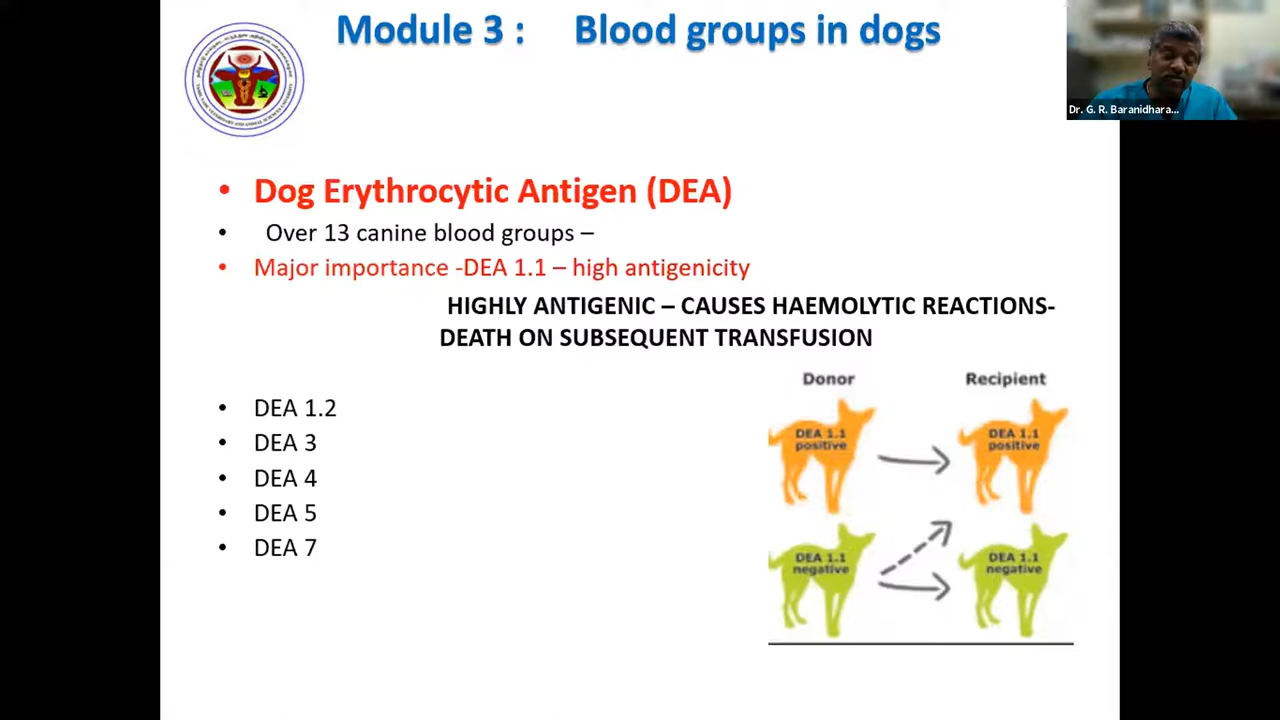 Module 3 : Blood groups in dogs
Dr. G. R. Baranidhara...
• Dog Erythrocytic Antigen (DEA)
• Over 13 canine blood groups –
• Major importance -DEA 1.1 – high antigenicity
HIGHLY ANTIGENIC – CAUSES HAEMOLYTIC REACTIONS-
DEATH ON SUBSEQUENT TRANSFUSION
• DEA 1.2
• DEA 3
• DEA 4
• DEA 5
• DEA 7
Donor Recipient
DEA 1.1
positive
DEA 1.1
positive
DEA 1.1
negative
DEA 1.1
negative